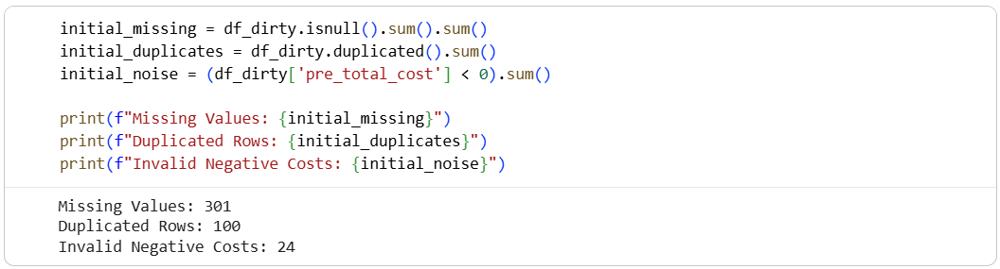 initial_missing = df_dirty.isnull().sum().sum()
initial_duplicates = df_dirty.duplicated().sum()
initial_noise = (df_dirty['pre_total_cost'] < 0).sum()
print(f"Missing Values: {initial_missing}")
print(f"Duplicated Rows: {initial_duplicates}")
print(f"Invalid Negative Costs: {initial_noise}")
Missing Values: 301
Duplicated Rows: 100
Invalid Negative Costs: 24